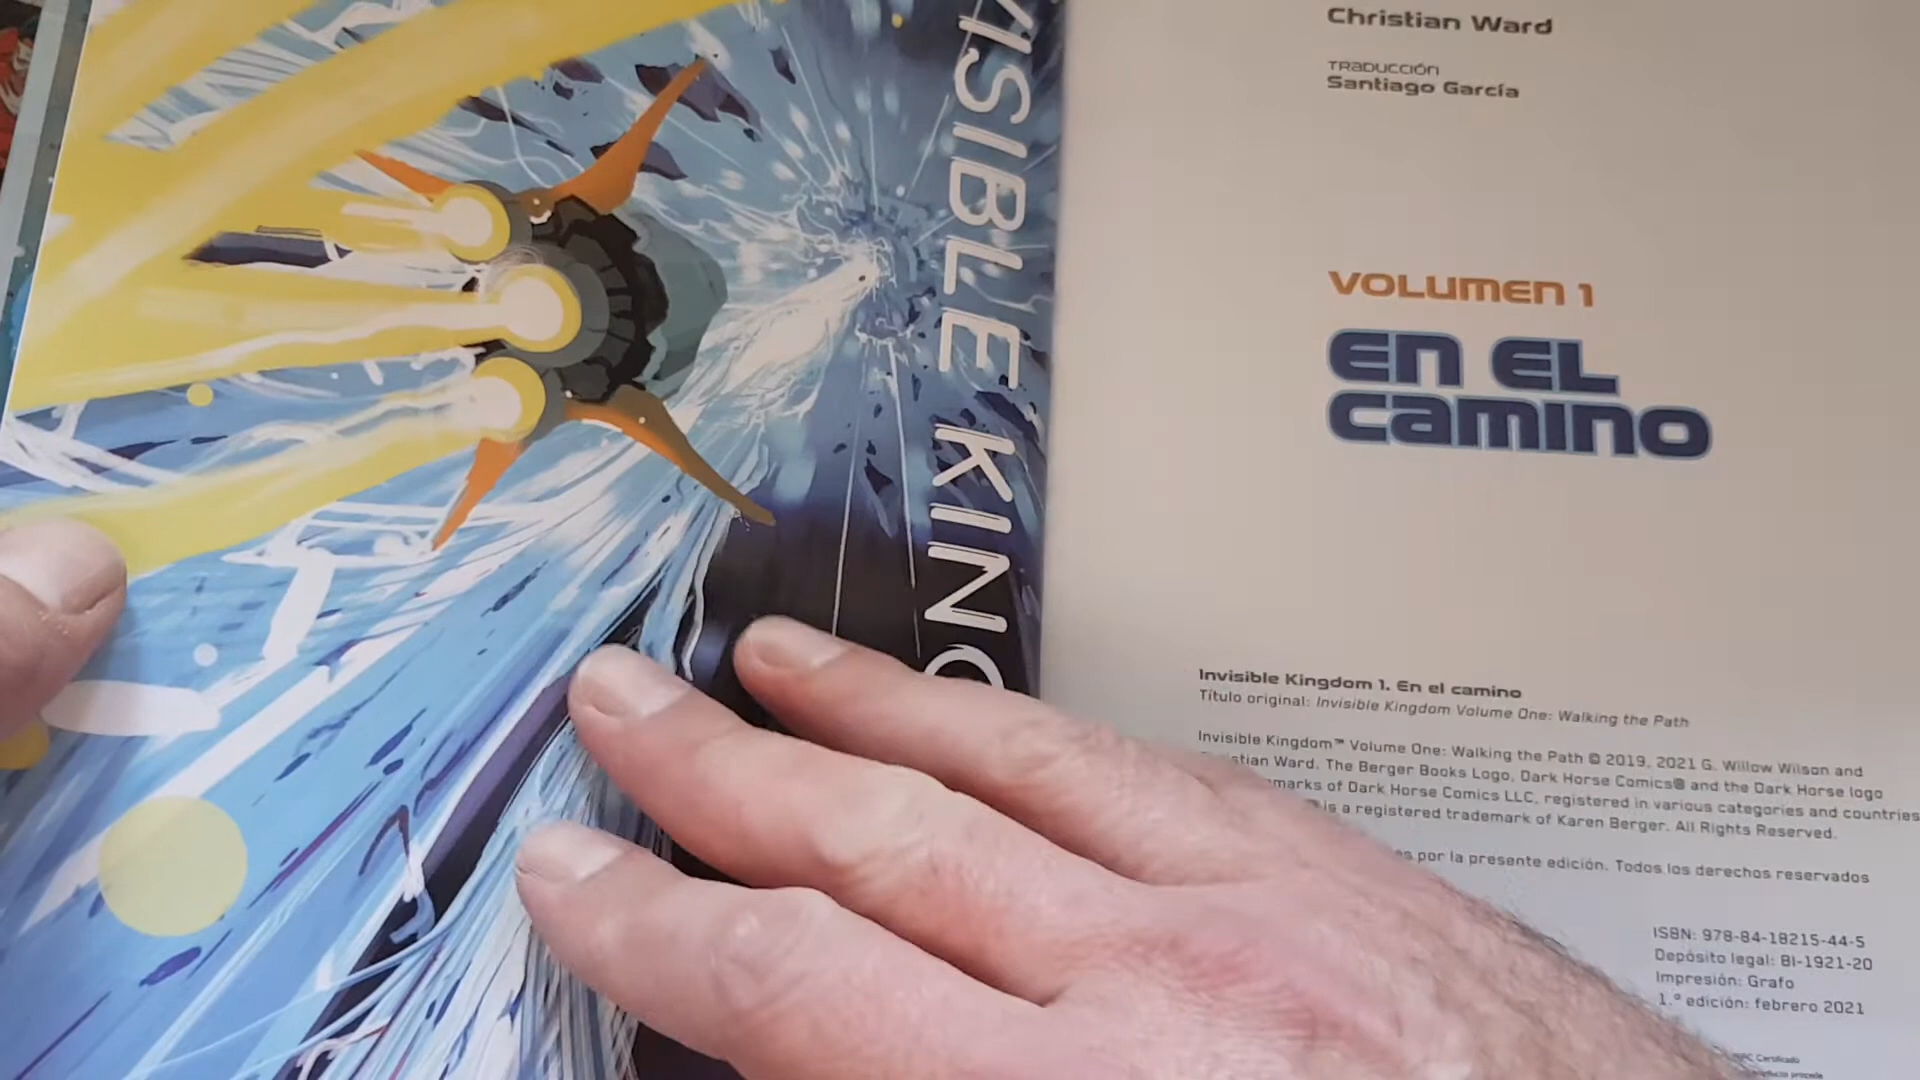 VISIBLE KING
Christian Ward
TRADUCCIÓN
Santiago García
VOLUMEN 1
EN EL
CAMINO
Invisible Kingdom 1. En el camino
Título original: Invisible Kingdom Volume One: Walking the Path
Invisible Kingdom™ Volume One: Walking the Path © 2019, 2021 G. Willow Wilson and
stian Ward. The Berger Books Logo, Dark Horse Comics® and the Dark Horse logo
marks of Dark Horse Comics LLC, registered in various categories and countries
is a registered trademark of Karen Berger. All Rights Reserved.
es por la presente edición. Todos los derechos reservados
ISBN: 978-84-18215-44-5
Depósito legal: BI-1921-20
Impresión: Grafo
1.ª edición: febrero 2021
Certificado
procede